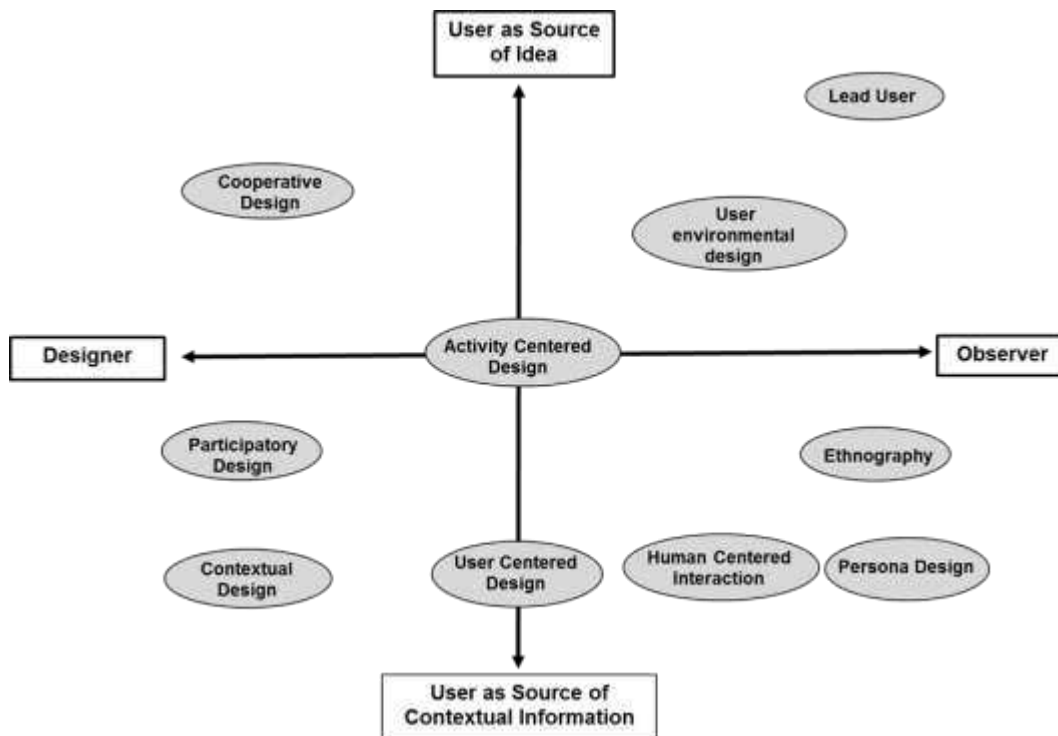 User as Source
of Idea
Lead User
Cooperative
Design
User
environmental
design
Designer
Activity Centered
Design
Observer
Participatory
Design
Ethnography
Contextual
Design
User Centered
Design
Human Centered
Interaction
Persona Design
User as Source of
Contextual Information